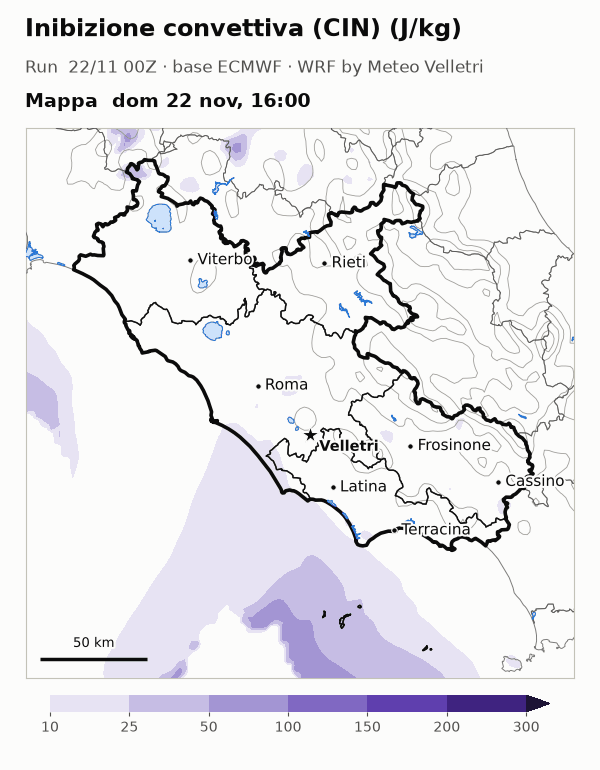 Inibizione convettiva (CIN) (J/kg)
Run 22/11 00Z · base ECMWF · WRF by Meteo Velletri
Mappa dom 22 nov, 16:00
Viterbo
Rieti
Roma
Velletri
Frosinone
Cassino
Latina
Terracina
50 km
10 25 50 100 150 200 300